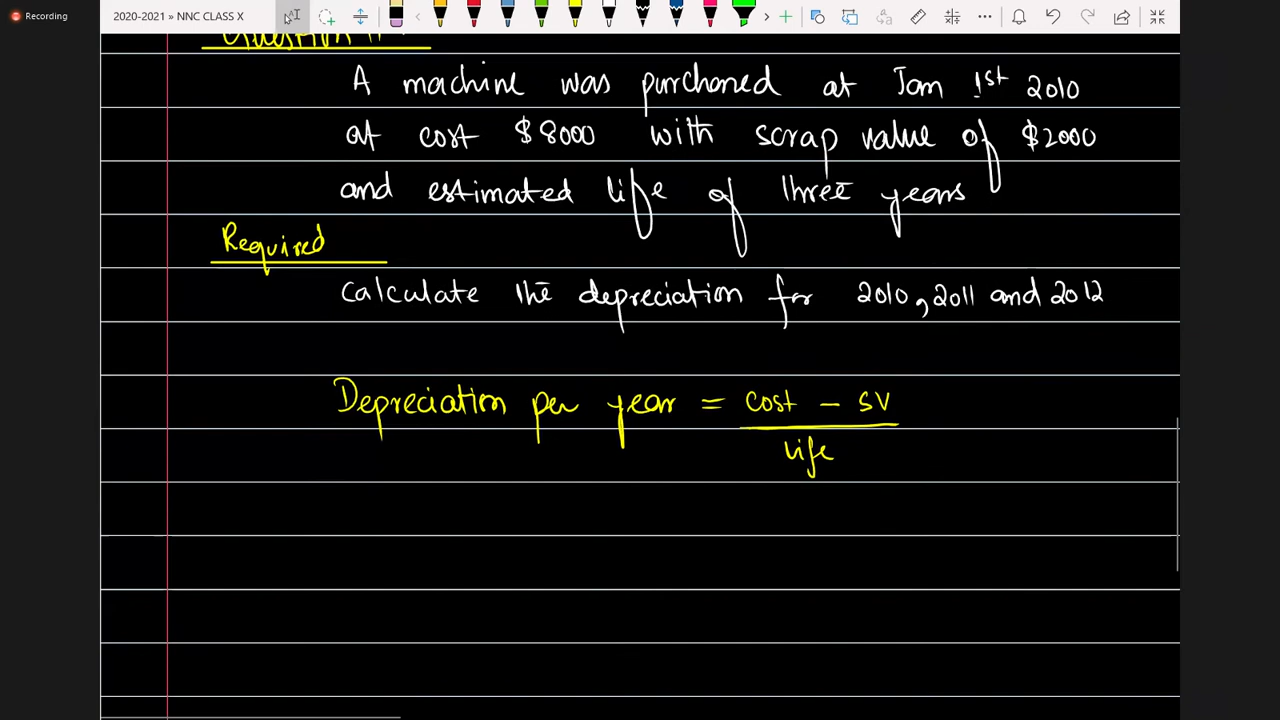 Recording
2020-2021 » NNC CLASS X
Question
A machine was purchased at Jan 1st 2010
at cost $8000 with scrap value of $2000
and estimated life of three years
Required
Calculate the depreciation for 2010, 2011 and 2012
Depreciation per year = cost - SV
life